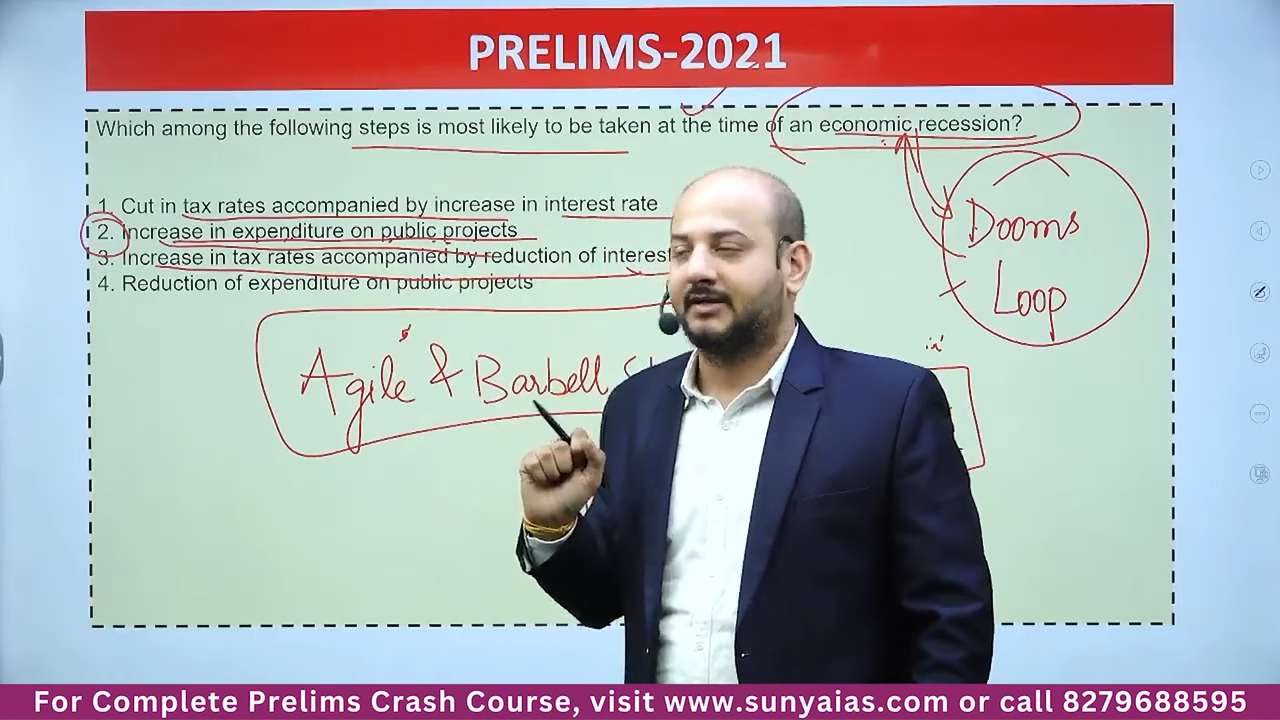 PRELIMS-2021
Which among the following steps is most likely to be taken at the time of an economic recession?
1. Cut in tax rates accompanied by increase in interest rate
2. Increase in expenditure on public projects
3. Increase in tax rates accompanied by reduction of interest
4. Reduction of expenditure on public projects
Dooms
Loop
Agile & Barbell
For Complete Prelims Crash Course, visit www.sunyaias.com or call 8279688595